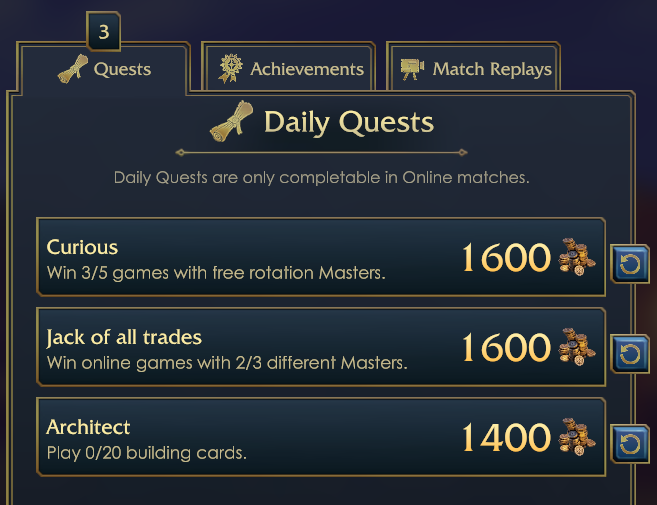 3
Quests
Achievements
Match Replays
Daily Quests
Daily Quests are only completable in Online matches.
Curious
Win 3/5 games with free rotation Masters.
1600
Jack of all trades
Win online games with 2/3 different Masters.
1600
Architect
Play 0/20 building cards.
1400